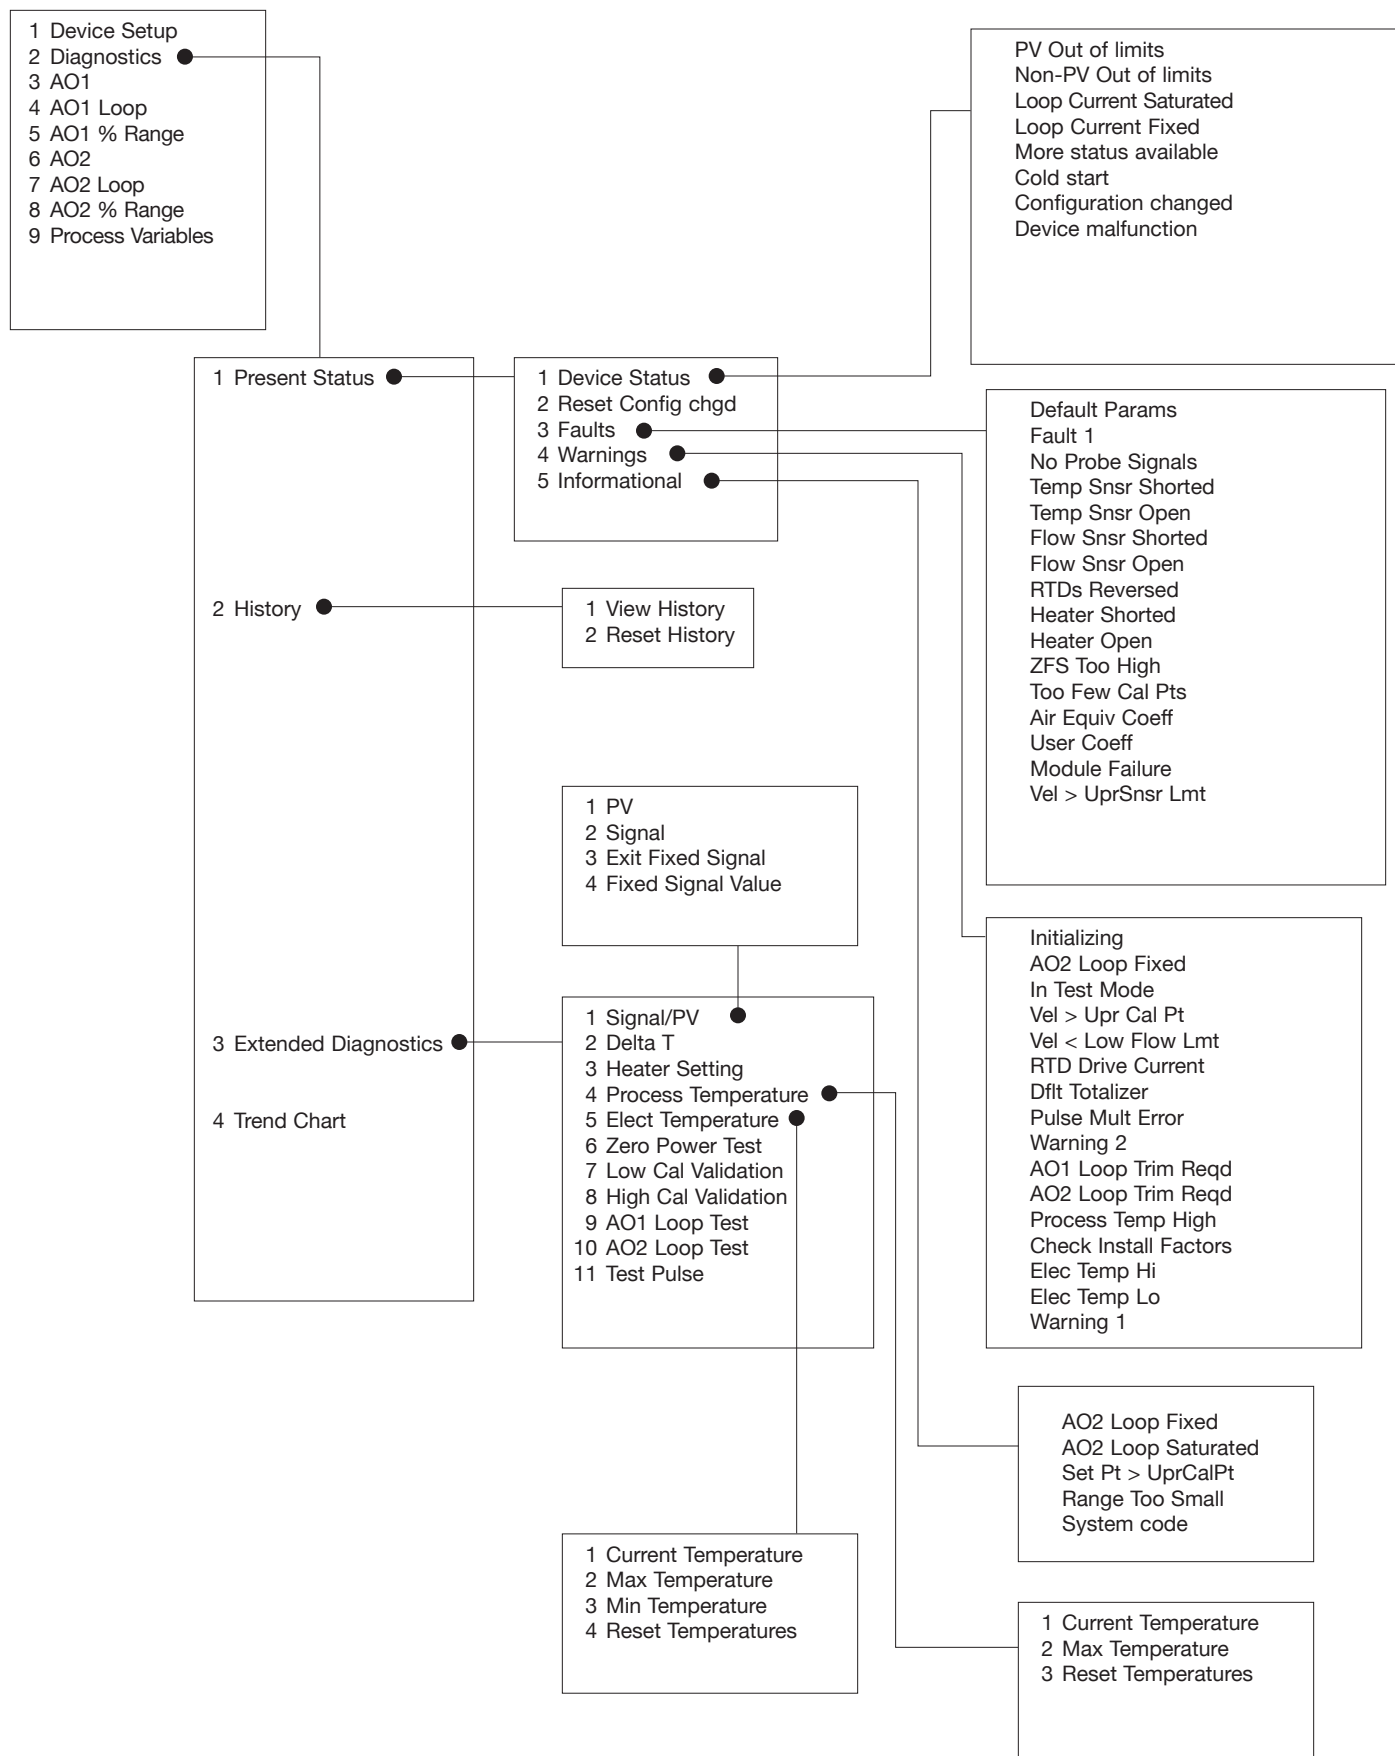 1 Device Setup
2 Diagnostics
3 AO1
4 AO1 Loop
5 AO1 % Range
6 AO2
7 AO2 Loop
8 AO2 % Range
9 Process Variables
PV Out of limits
Non-PV Out of limits
Loop Current Saturated
Loop Current Fixed
More status available
Cold start
Configuration changed
Device malfunction
1 Present Status
2 History
3 Extended Diagnostics
4 Trend Chart
1 Device Status
2 Reset Config chgd
3 Faults
4 Warnings
5 Informational
Default Params
Fault 1
No Probe Signals
Temp Snsr Shorted
Temp Snsr Open
Flow Snsr Shorted
Flow Snsr Open
RTDs Reversed
Heater Shorted
Heater Open
ZFS Too High
Too Few Cal Pts
Air Equiv Coeff
User Coeff
Module Failure
Vel > UprSnsr Lmt
1 View History
2 Reset History
1 PV
2 Signal
3 Exit Fixed Signal
4 Fixed Signal Value
Initializing
AO2 Loop Fixed
In Test Mode
Vel > Upr Cal Pt
Vel < Low Flow Lmt
RTD Drive Current
Dflt Totalizer
Pulse Mult Error
Warning 2
AO1 Loop Trim Reqd
AO2 Loop Trim Reqd
Process Temp High
Check Install Factors
Elec Temp Hi
Elec Temp Lo
Warning 1
1 Signal/PV
2 Delta T
3 Heater Setting
4 Process Temperature
5 Elect Temperature
6 Zero Power Test
7 Low Cal Validation
8 High Cal Validation
9 AO1 Loop Test
10 AO2 Loop Test
11 Test Pulse
AO2 Loop Fixed
AO2 Loop Saturated
Set Pt > UprCalPt
Range Too Small
System code
1 Current Temperature
2 Max Temperature
3 Min Temperature
4 Reset Temperatures
1 Current Temperature
2 Max Temperature
3 Reset Temperatures